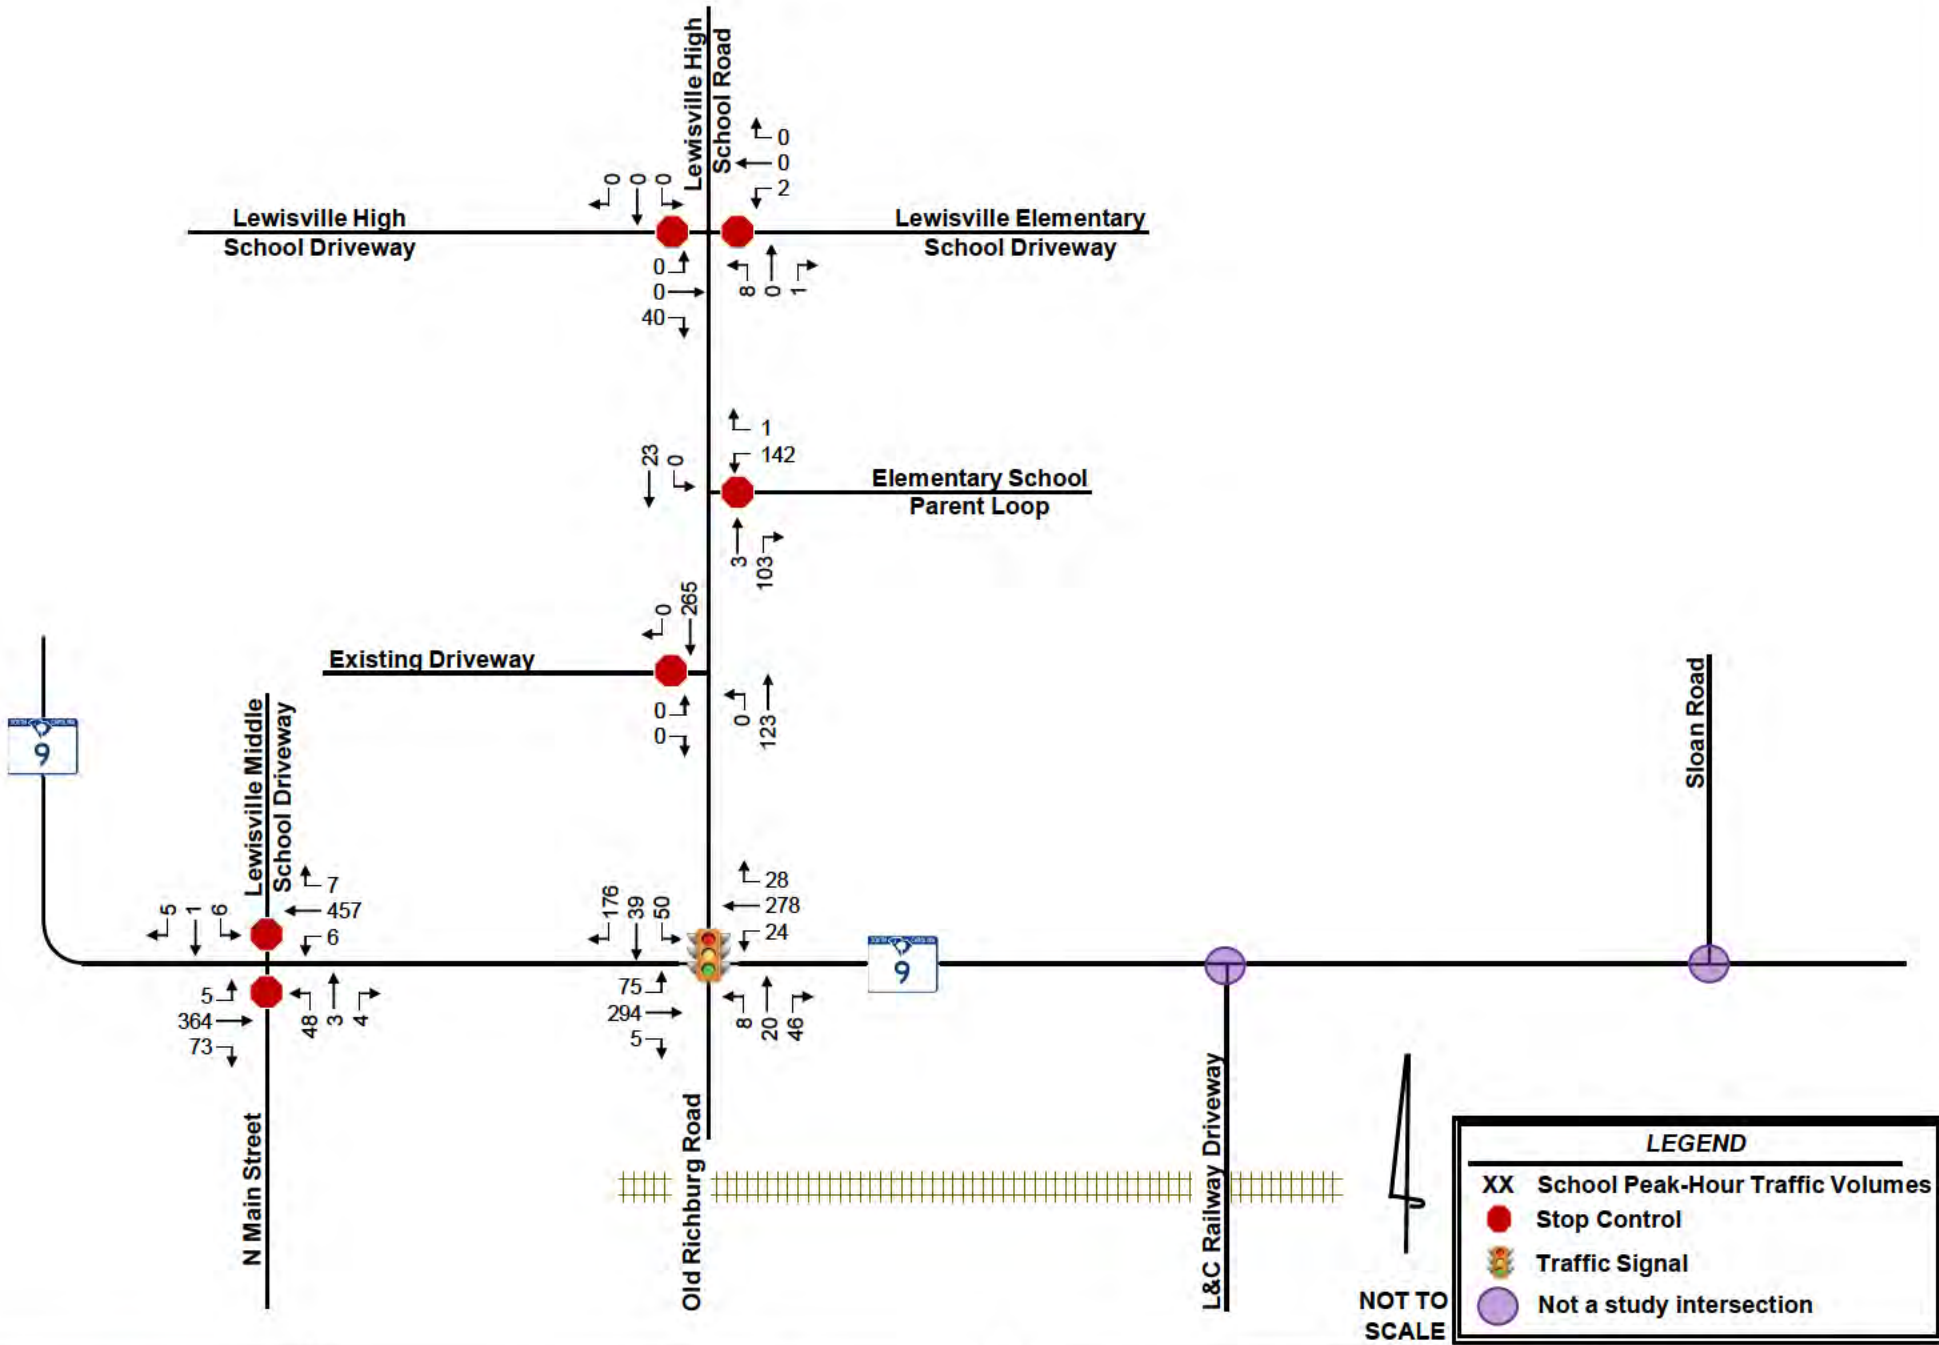 Lewisville High
School Road
0
0
2
0
0
0
Lewisville High
School Driveway
Lewisville Elementary
School Driveway
0
0
40
8
0
1
1
142
23
0
Elementary School
Parent Loop
3
103
0
265
Existing Driveway
0
0
0
123
9
Lewisville Middle
School Driveway
Sloan Road
7
457
6
5
1
6
5
364
73
48
3
4
176
39
50
28
278
24
9
75
294
5
8
20
46
N Main Street
Old Richburg Road
L&C Railway Driveway
NOT TO
SCALE
LEGEND
XX School Peak-Hour Traffic Volumes
Stop Control
Traffic Signal
Not a study intersection